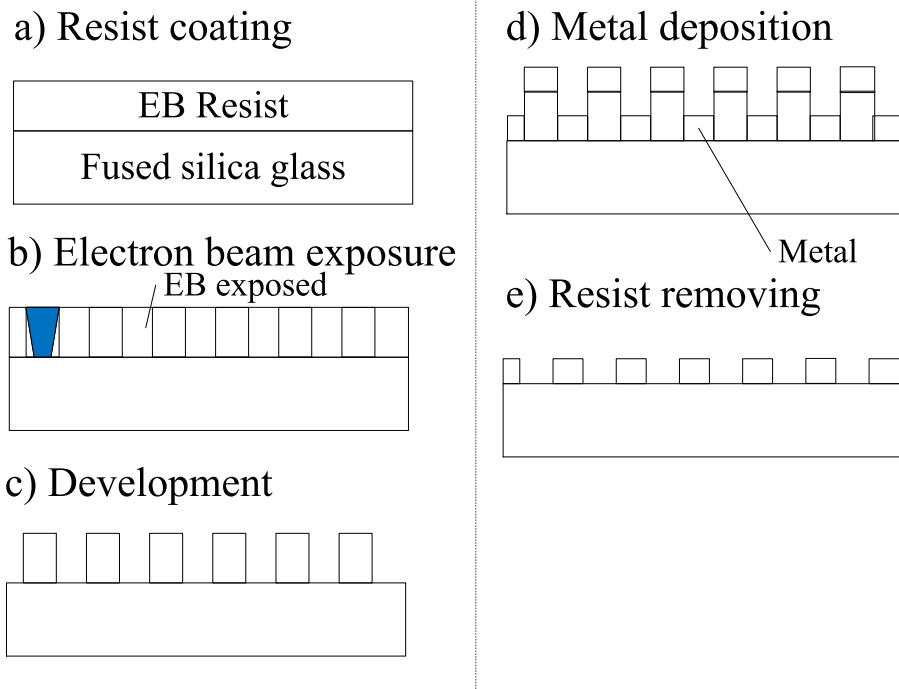 a) Resist coating
EB Resist
Fused silica glass
b) Electron beam exposure
EB exposed
c) Development
d) Metal deposition
Metal
e) Resist removing